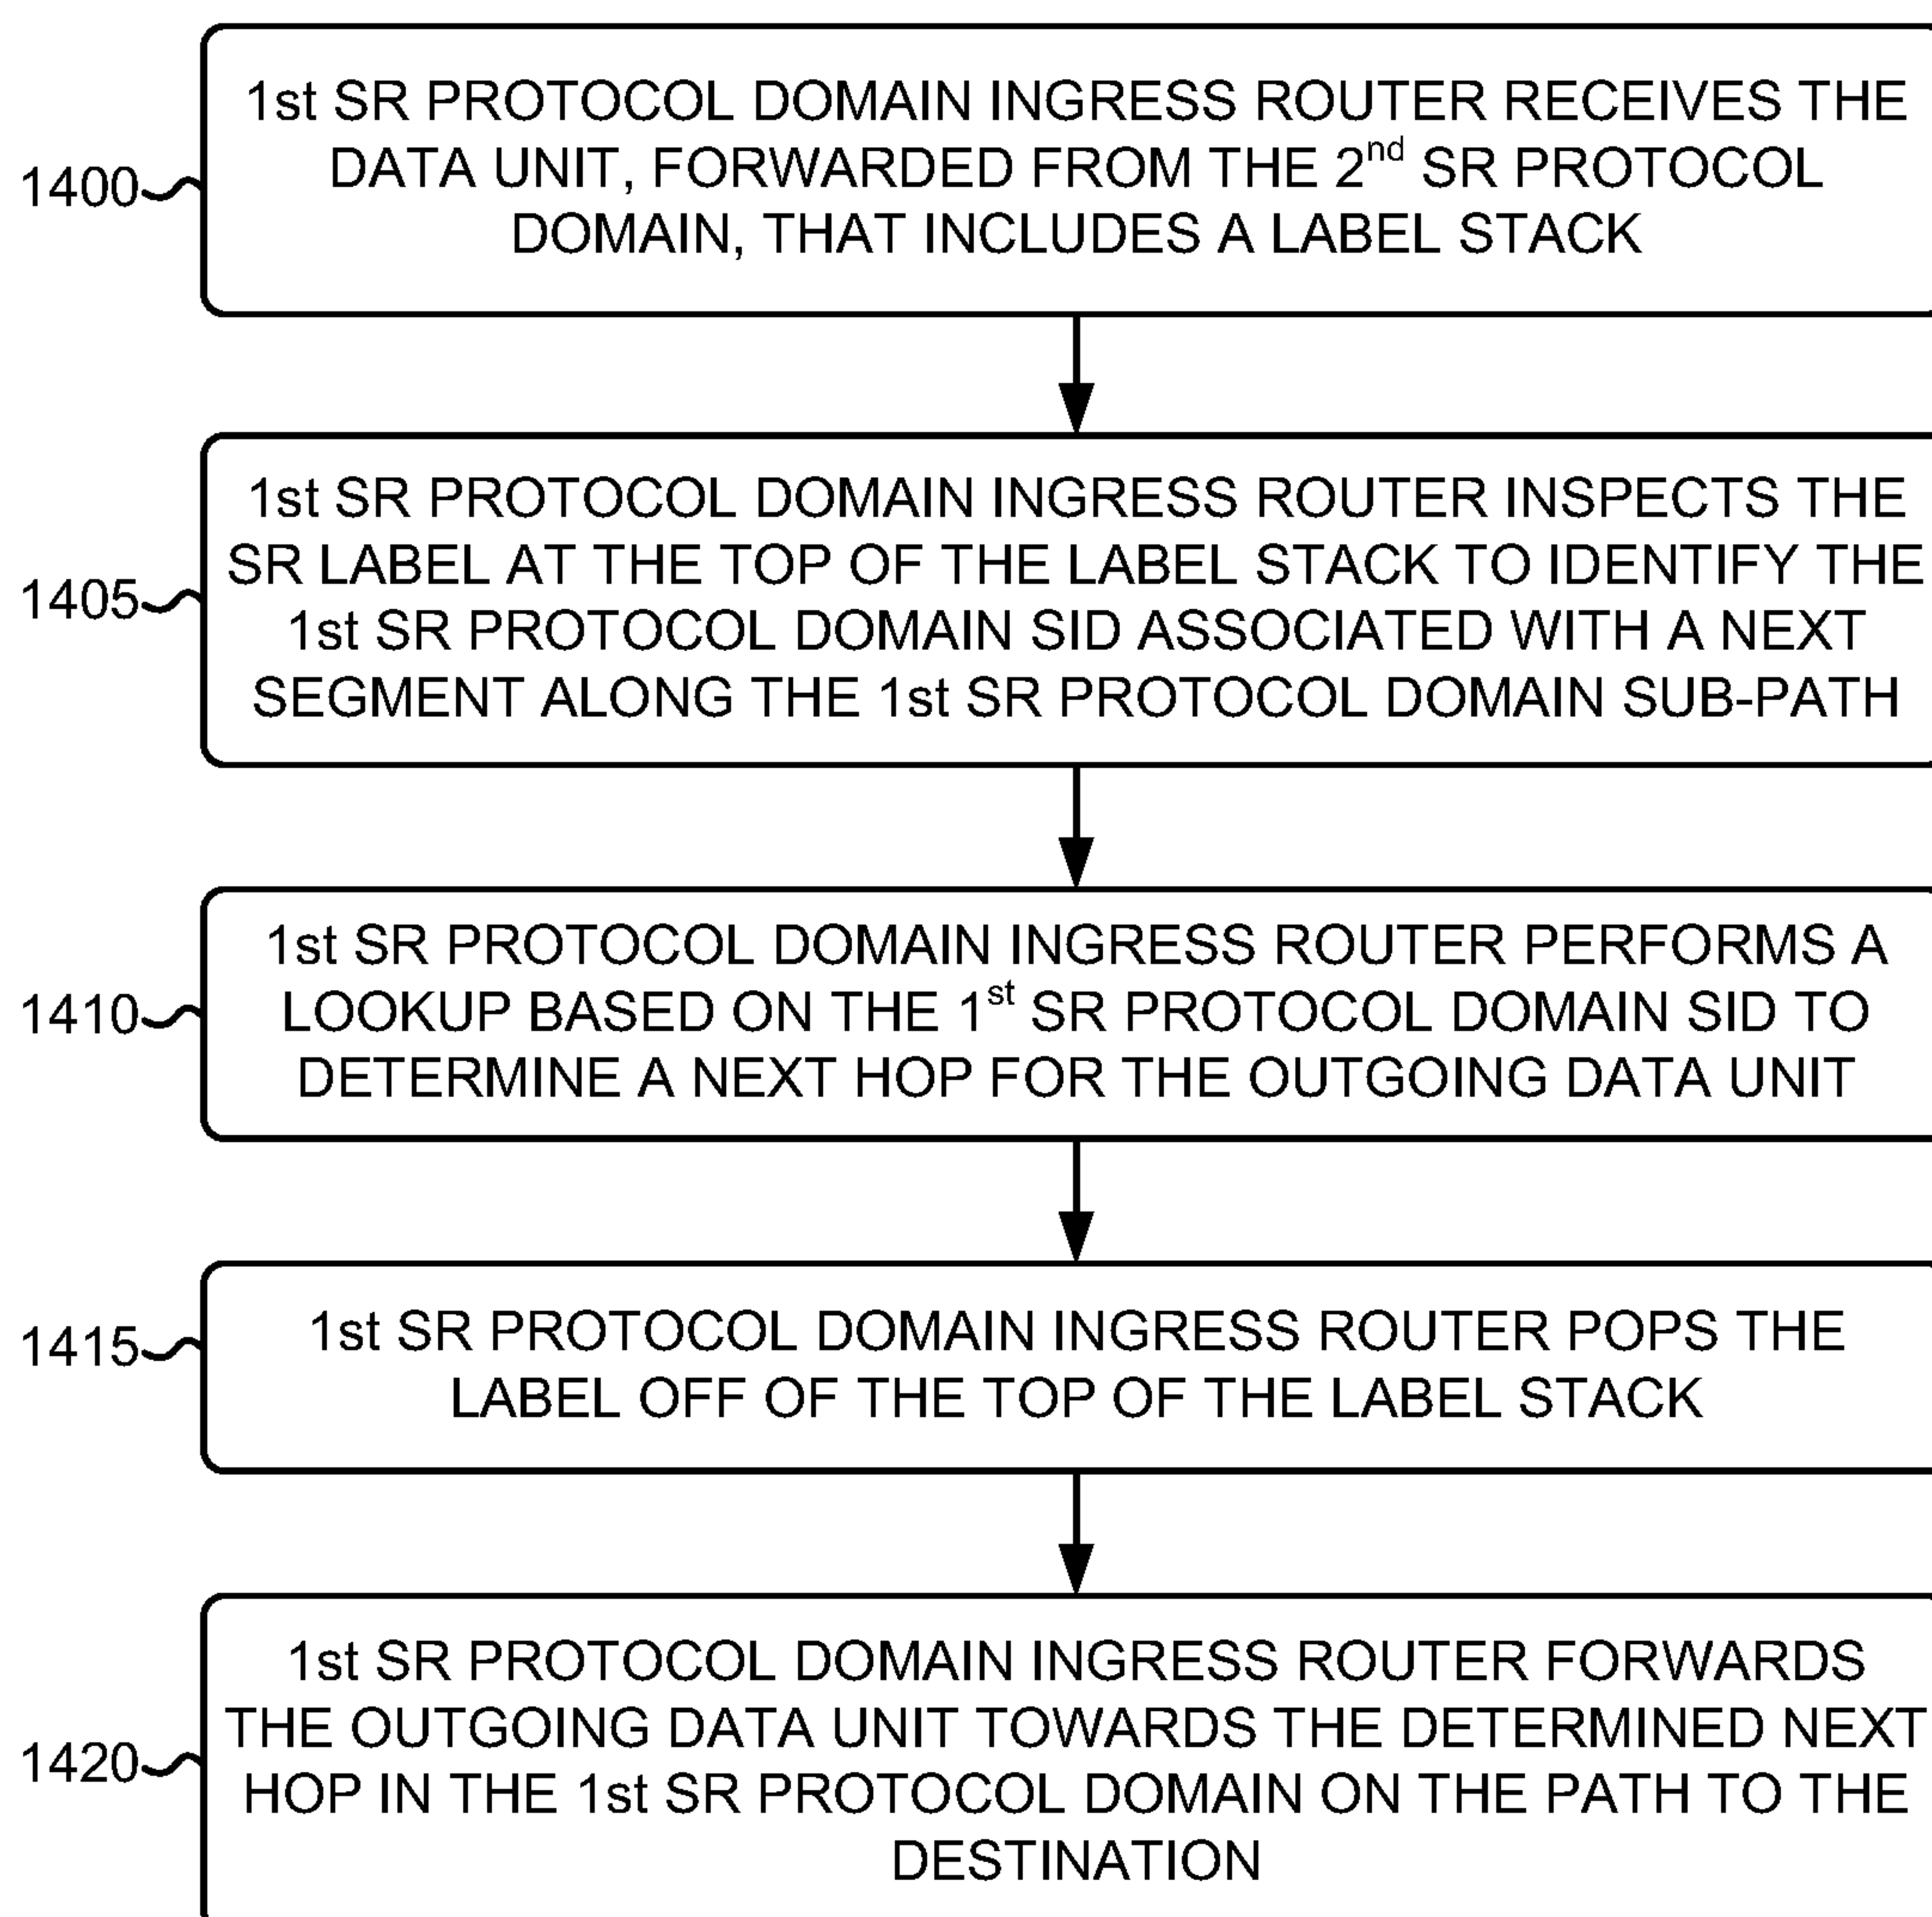 1st SR PROTOCOL DOMAIN INGRESS ROUTER RECEIVES THE
DATA UNIT, FORWARDED FROM THE 2nd SR PROTOCOL
DOMAIN, THAT INCLUDES A LABEL STACK
1400
1st SR PROTOCOL DOMAIN INGRESS ROUTER INSPECTS THE
SR LABEL AT THE TOP OF THE LABEL STACK TO IDENTIFY THE
1st SR PROTOCOL DOMAIN SID ASSOCIATED WITH A NEXT
SEGMENT ALONG THE 1st SR PROTOCOL DOMAIN SUB-PATH
1405
1st SR PROTOCOL DOMAIN INGRESS ROUTER PERFORMS A
LOOKUP BASED ON THE 1st SR PROTOCOL DOMAIN SID TO
DETERMINE A NEXT HOP FOR THE OUTGOING DATA UNIT
1410
1st SR PROTOCOL DOMAIN INGRESS ROUTER POPS THE
LABEL OFF OF THE TOP OF THE LABEL STACK
1415
1st SR PROTOCOL DOMAIN INGRESS ROUTER FORWARDS
THE OUTGOING DATA UNIT TOWARDS THE DETERMINED NEXT
HOP IN THE 1st SR PROTOCOL DOMAIN ON THE PATH TO THE
DESTINATION
1420